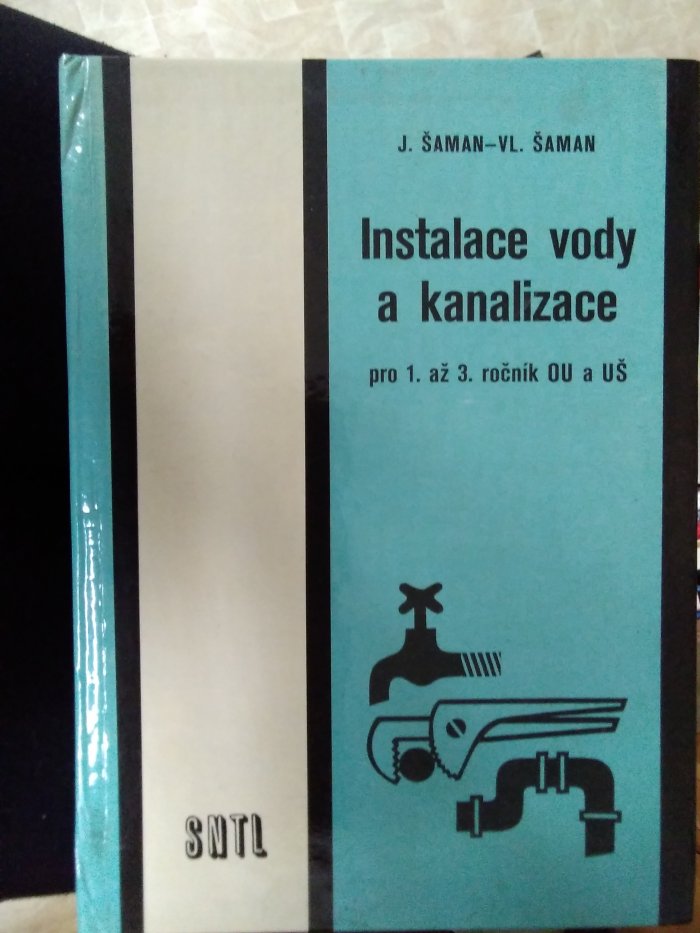 J. ŠAMAN–VL. ŠAMAN
Instalace vody
a kanalizace
pro 1. až 3. ročník OU a UŠ
SNTL